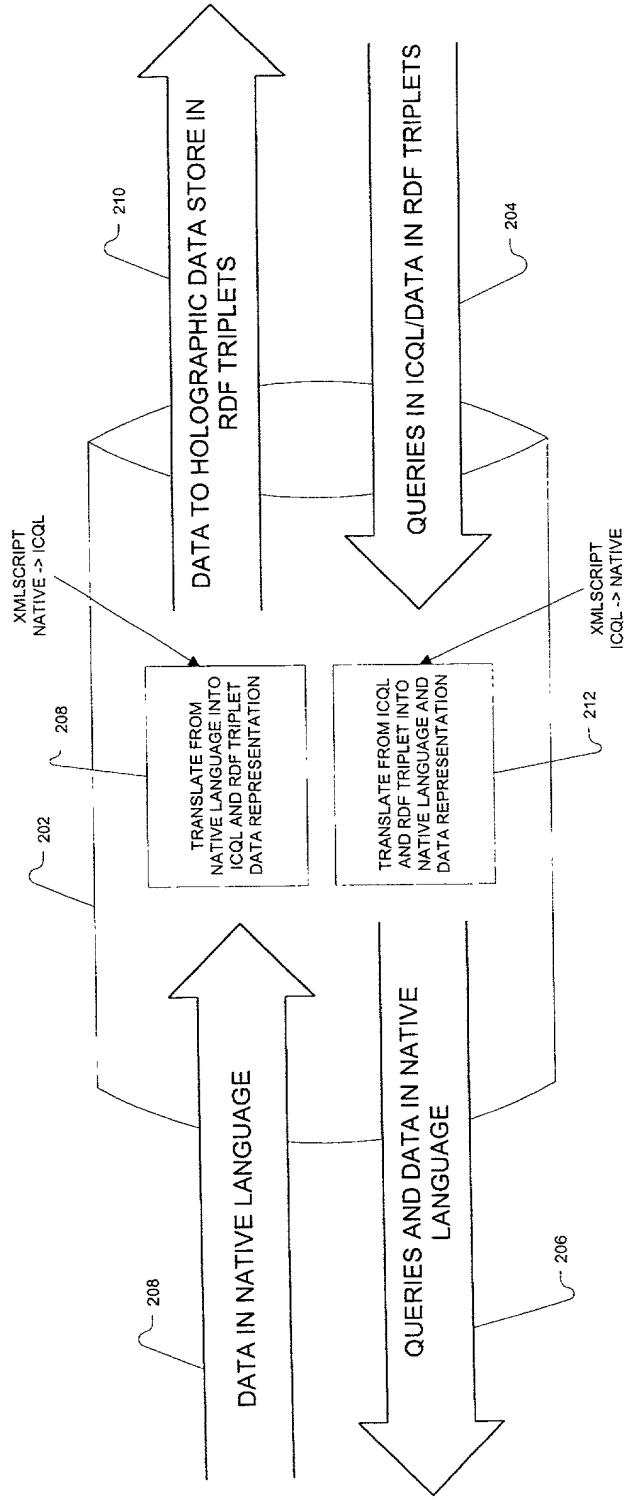 210
DATA TO HOLOGRAPHIC DATA STORE IN
RDF TRIPLETS
QUERIES IN ICQL/DATA IN RDF TRIPLETS
204
XMLSCRIPT
NATIVE -> ICQL
208
TRANSLATE FROM
NATIVE LANGUAGE INTO
ICQL AND RDF TRIPLET
DATA REPRESENTATION
202
XMLSCRIPT
ICQL -> NATIVE
TRANSLATE FROM ICQL
AND RDF TRIPLET INTO
NATIVE LANGUAGE AND
DATA REPRESENTATION
212
DATA IN NATIVE LANGUAGE
208
QUERIES AND DATA IN NATIVE
LANGUAGE
206